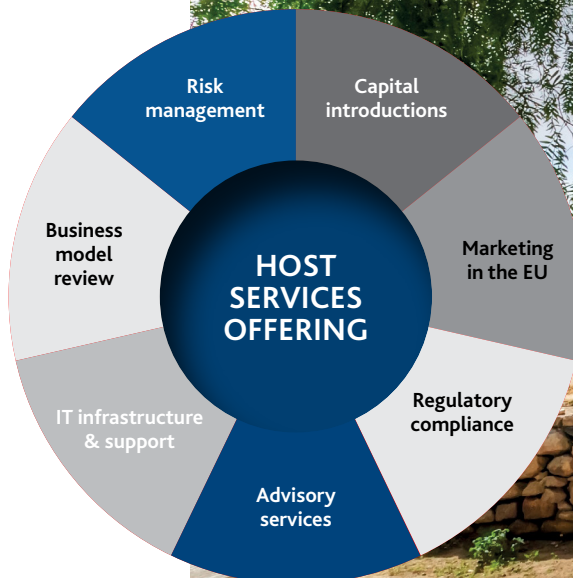 HOST
SERVICES
OFFERING
Risk
management
Capital
introductions
Marketing
in the EU
Regulatory
compliance
Advisory
services
IT infrastructure
& support
Business
model
review